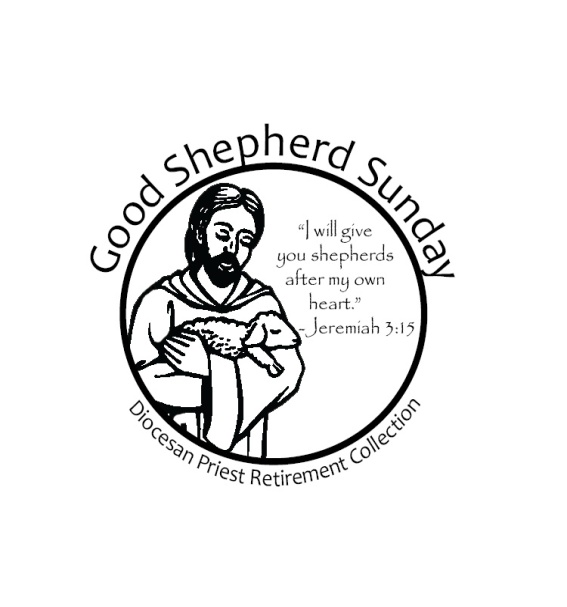 Good Shepherd Sunday
“I will give
you shepherds
after my own
heart.”
-Jeremiah 3:15
Diocesan Priest Retirement Collection